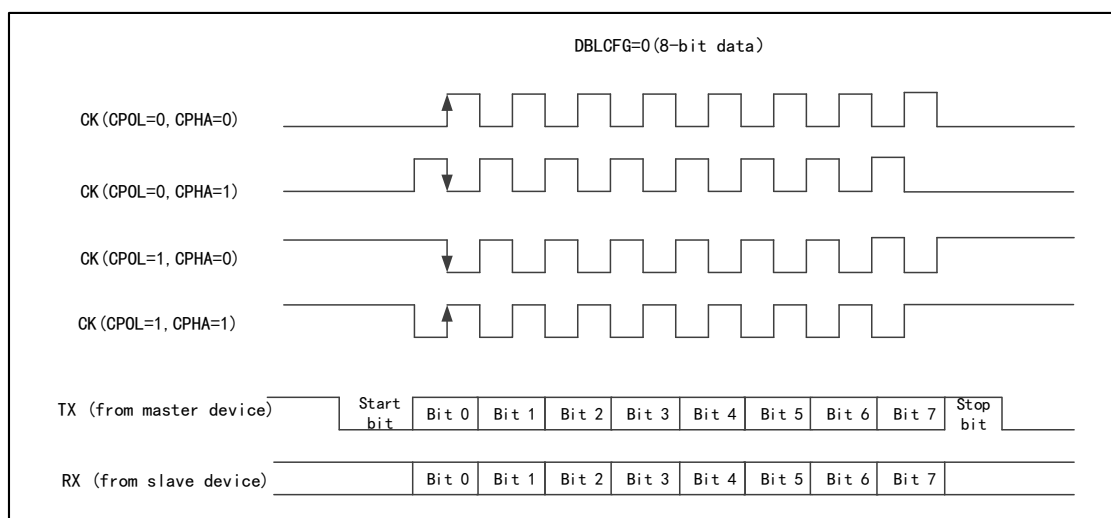 DBLCFG=0(8-bit data)
CK(CPOL=0,CPHA=0)
CK(CPOL=0,CPHA=1)
CK(CPOL=1,CPHA=0)
CK(CPOL=1,CPHA=1)
TX (from master device) Start bit Bit 0 Bit 1 Bit 2 Bit 3 Bit 4 Bit 5 Bit 6 Bit 7 Stop bit
RX (from slave device) Bit 0 Bit 1 Bit 2 Bit 3 Bit 4 Bit 5 Bit 6 Bit 7